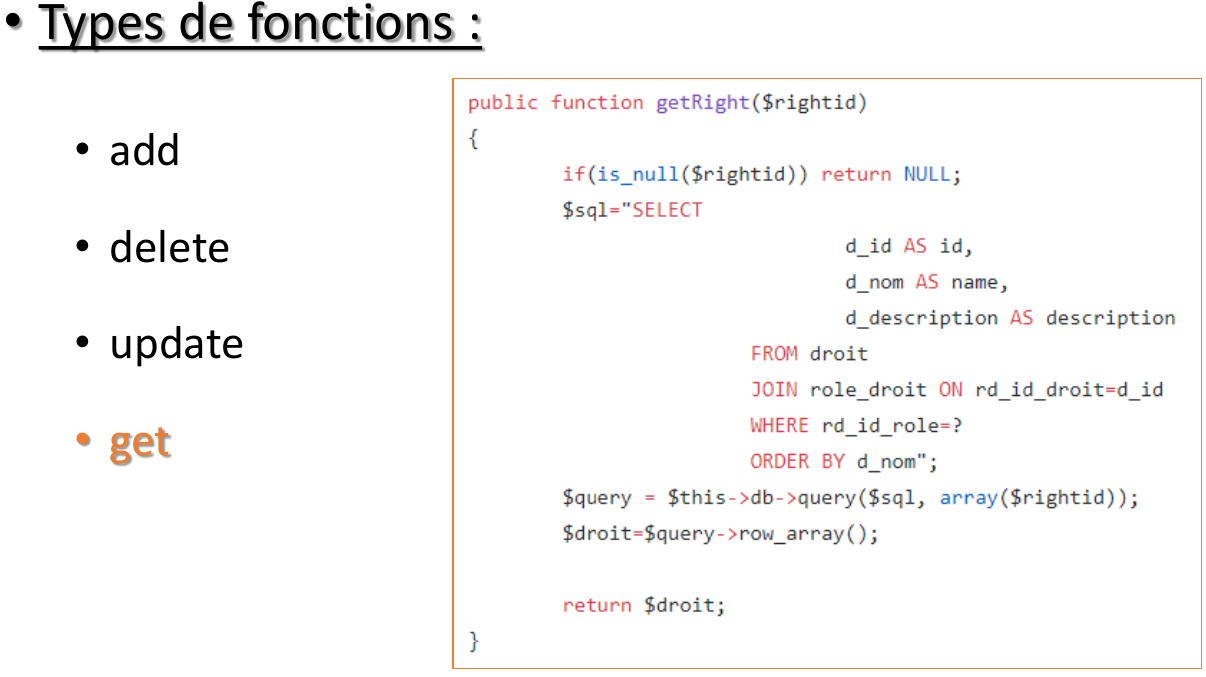 • Types de fonctions :
• add
• delete
• update
• get
public function getRight($rightid)
{
if(is_null($rightid)) return NULL;
$sql="SELECT
d_id AS id,
d_nom AS name,
d_description AS description
FROM droit
JOIN role_droit ON rd_id_droit=d_id
WHERE rd_id_role=?
ORDER BY d_nom";
$query = $this->db->query($sql, array($rightid));
$droit=$query->row_array();
return $droit;
}